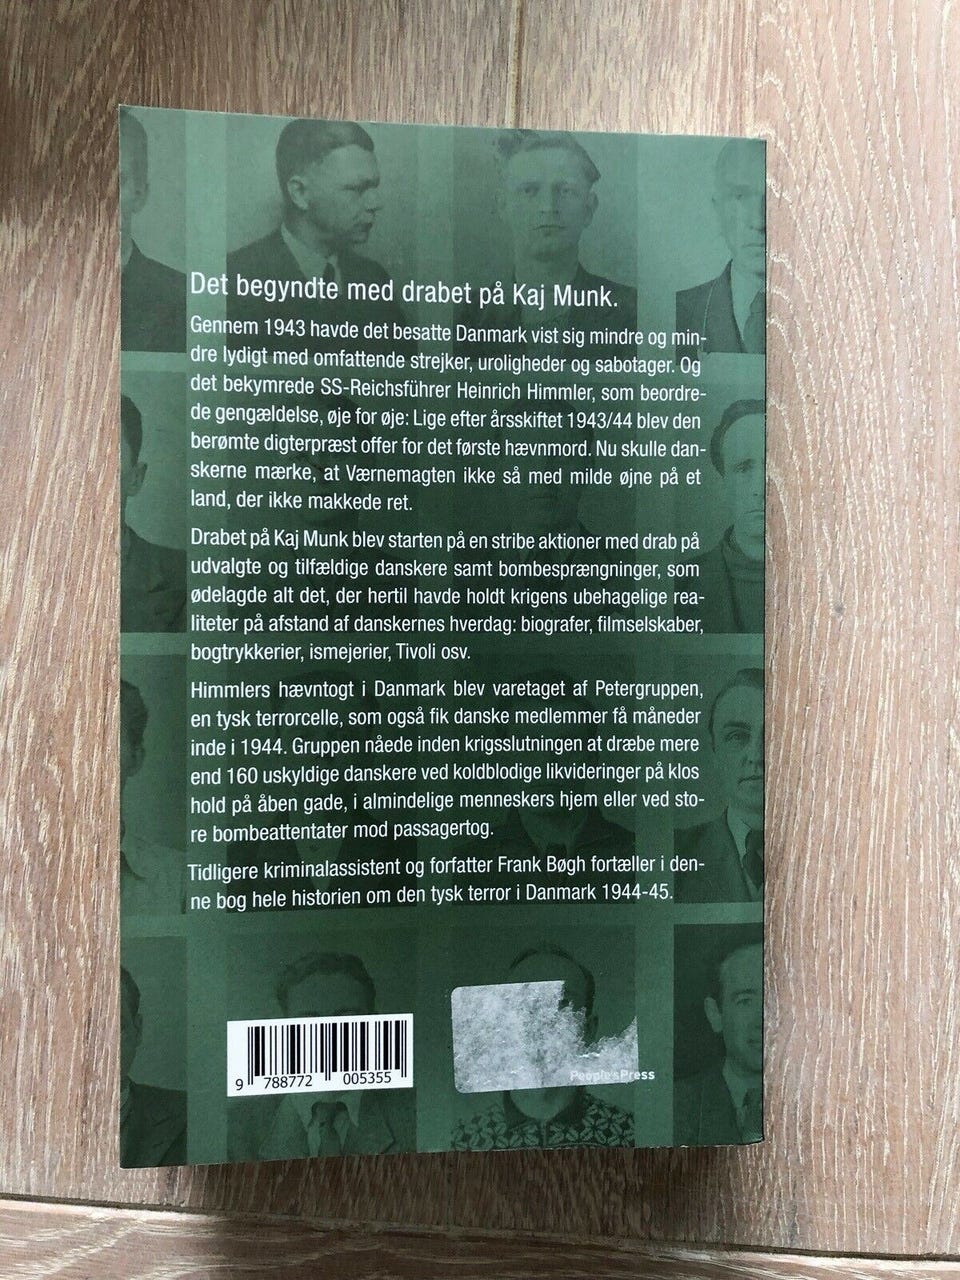 Det begyndte med drabet på Kaj Munk.
Gennem 1943 havde det besatte Danmark vist sig mindre og min-
dre lydigt med omfattende strejker, uroligheder og sabotager. Og
det bekymrede SS-Reichsführer Heinrich Himmler, som beordre-
de gengældelse, øje for øje: Lige efter årsskiftet 1943/44 blev den
berømte digterpræst offer for det første hævnmord. Nu skulle dan-
skerne mærke, at Værnemagten ikke så med milde øjne på et
land, der ikke makkede ret.
Drabet på Kaj Munk blev starten på en stribe aktioner med drab på
udvalgte og tilfældige danskere samt bombesprængninger, som
ødelagde alt det, der hertil havde holdt krigens ubehagelige rea-
liteter på afstand af danskernes hverdag: biografer, filmselskaber,
bogtrykkerier, ismejerier, Tivoli osv.
Himmlers hævntogt i Danmark blev varetaget af Petergruppen,
en tysk terrorcelle, som også fik danske medlemmer få måneder
inde i 1944. Gruppen nåede inden krigsslutningen at dræbe mere
end 160 uskyldige danskere ved koldblodige likvideringer på klos
hold på åben gade, i almindelige menneskers hjem eller ved sto-
re bombeattentater mod passagertog.
Tidligere kriminalassistent og forfatter Frank Bøgh fortæller i den-
ne bog hele historien om den tysk terror i Danmark 1944-45.
9 788772 005355
People'sPress